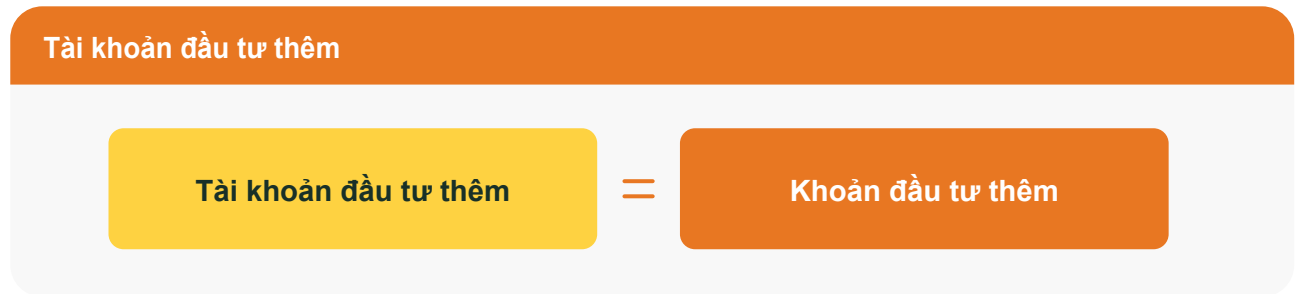 Tài khoản đầu tư thêm
Tài khoản đầu tư thêm = Khoản đầu tư thêm